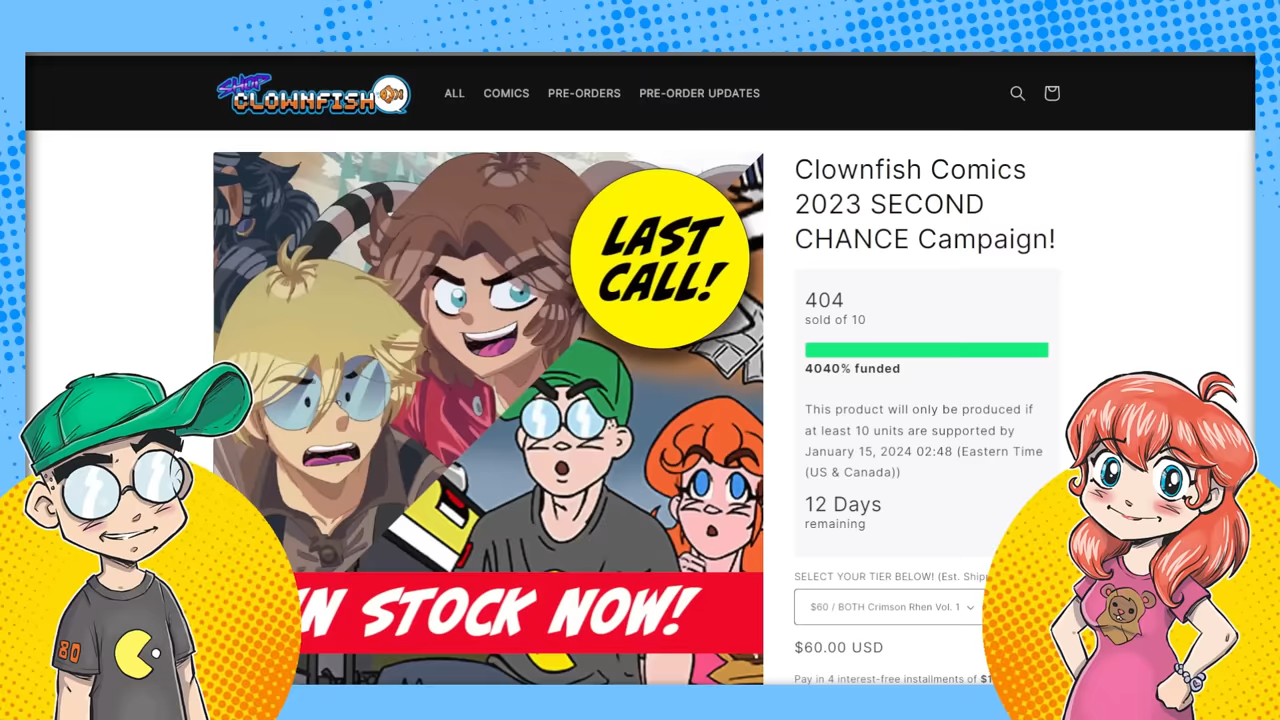 SHOP
CLOWNFISH
ALL COMICS PRE-ORDERS PRE-ORDER UPDATES
LAST
CALL!
IN STOCK NOW!
Clownfish Comics
2023 SECOND
CHANCE Campaign!
404
sold of 10
4040% funded
This product will only be produced if
at least 10 units are supported by
January 15, 2024 02:48 (Eastern Time
(US & Canada))
12 Days
remaining
SELECT YOUR TIER BELOW! (Est. Ship
$60 / BOTH Crimson Rhen Vol. 1
$60.00 USD
Pay in 4 interest-free installments of $1
80